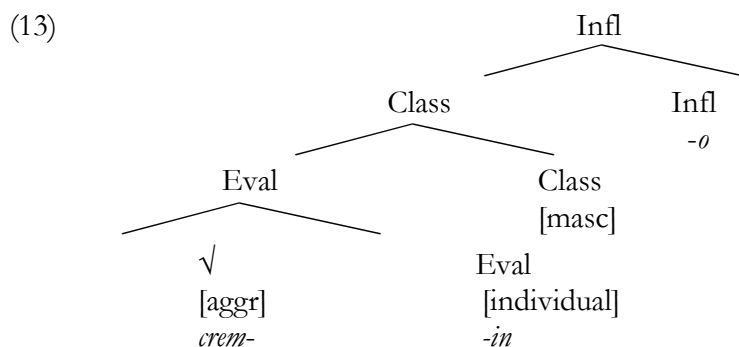 (13) Infl
Class Infl
-o
Eval Class
[masc]
√ Eval
[aggr] [individual]
crem- -in